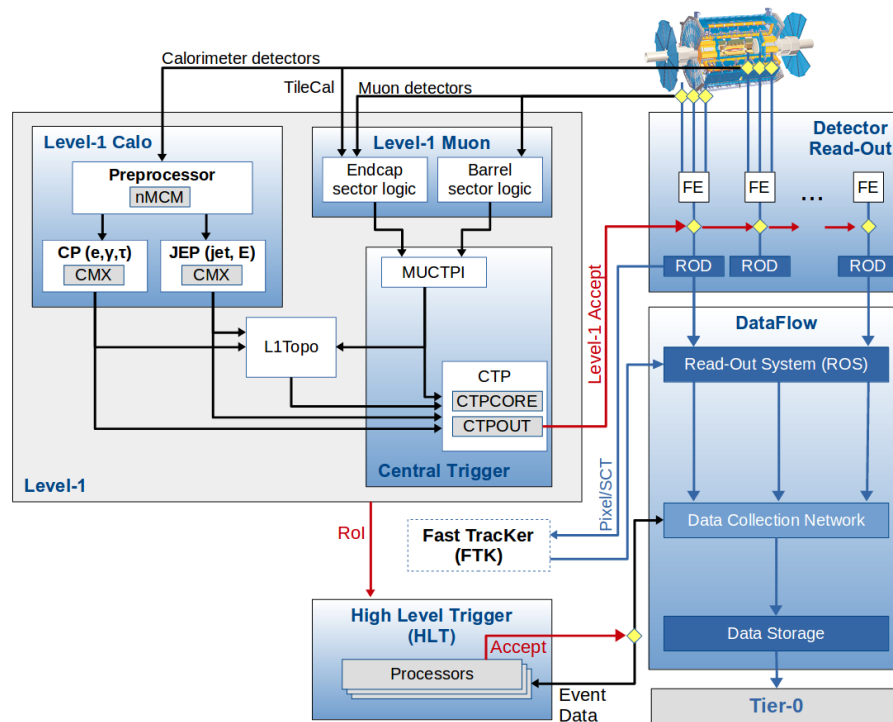 Calorimeter detectors
TileCal
Muon detectors
Level-1 Calo
Preprocessor
nMCM
CP (e,γ,τ)
CMX
JEP (jet, E)
CMX
Level-1 Muon
Endcap
sector logic
Barrel
sector logic
MUCTPI
L1Topo
CTP
CTPCORE
CTPOUT
Central Trigger
Level-1
Level-1 Accept
Detector
Read-Out
FE
FE
...
FE
ROD
ROD
ROD
DataFlow
Read-Out System (ROS)
Pixel/SCT
Data Collection Network
RoI
Fast TracKer
(FTK)
High Level Trigger
(HLT)
Accept
Processors
Event
Data
Data Storage
Tier-0